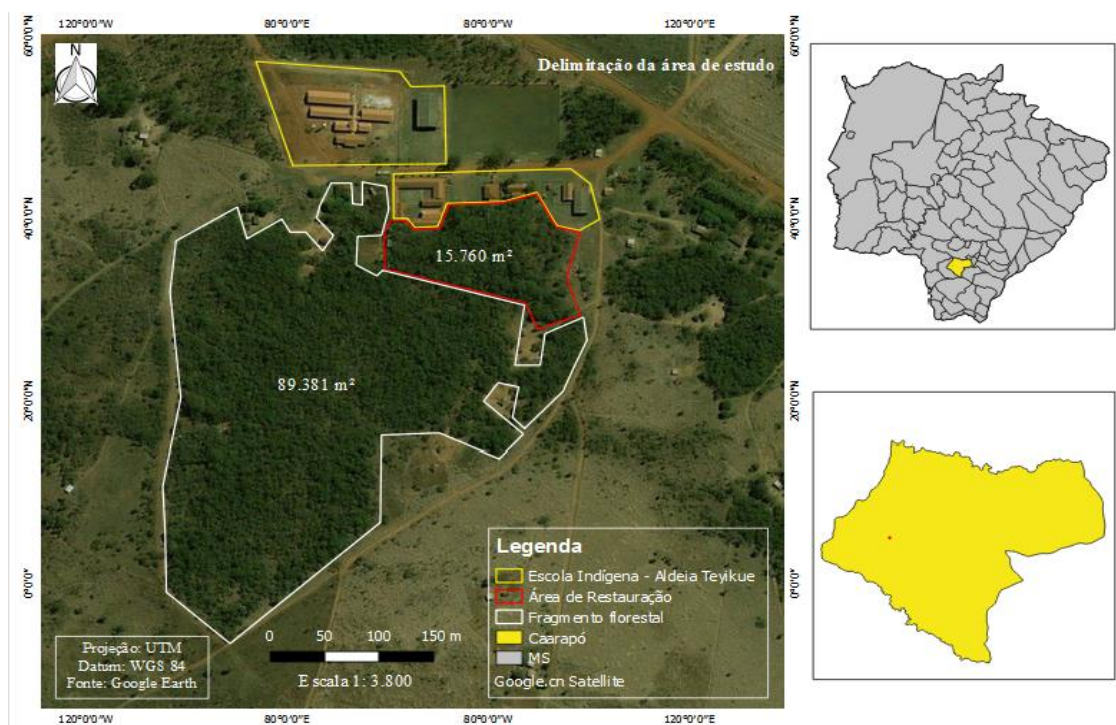 120°0'0"W 80°0'0"E 80°0'0"W 120°0'0"W
60°0'0"N
40°0'0"N
20°0'0"N
0°0'0"
60°0'0"N
40°0'0"N
20°0'0"N
0°0'0"
N
Delimitação da área de estudo
15.760 m²
89.381 m²
Legenda
Escola Indígena - Aldeia Teyikue
Área de Restauração
Fragmento florestal
Caarapó
MS
Google.cn Satellite
0 50 100 150 m
Escala 1: 3.800
Projeção: UTM
Datum: WGS 84
Fonte: Google Earth
120°0'0"W 80°0'0"E 80°0'0"W 120°0'0"W